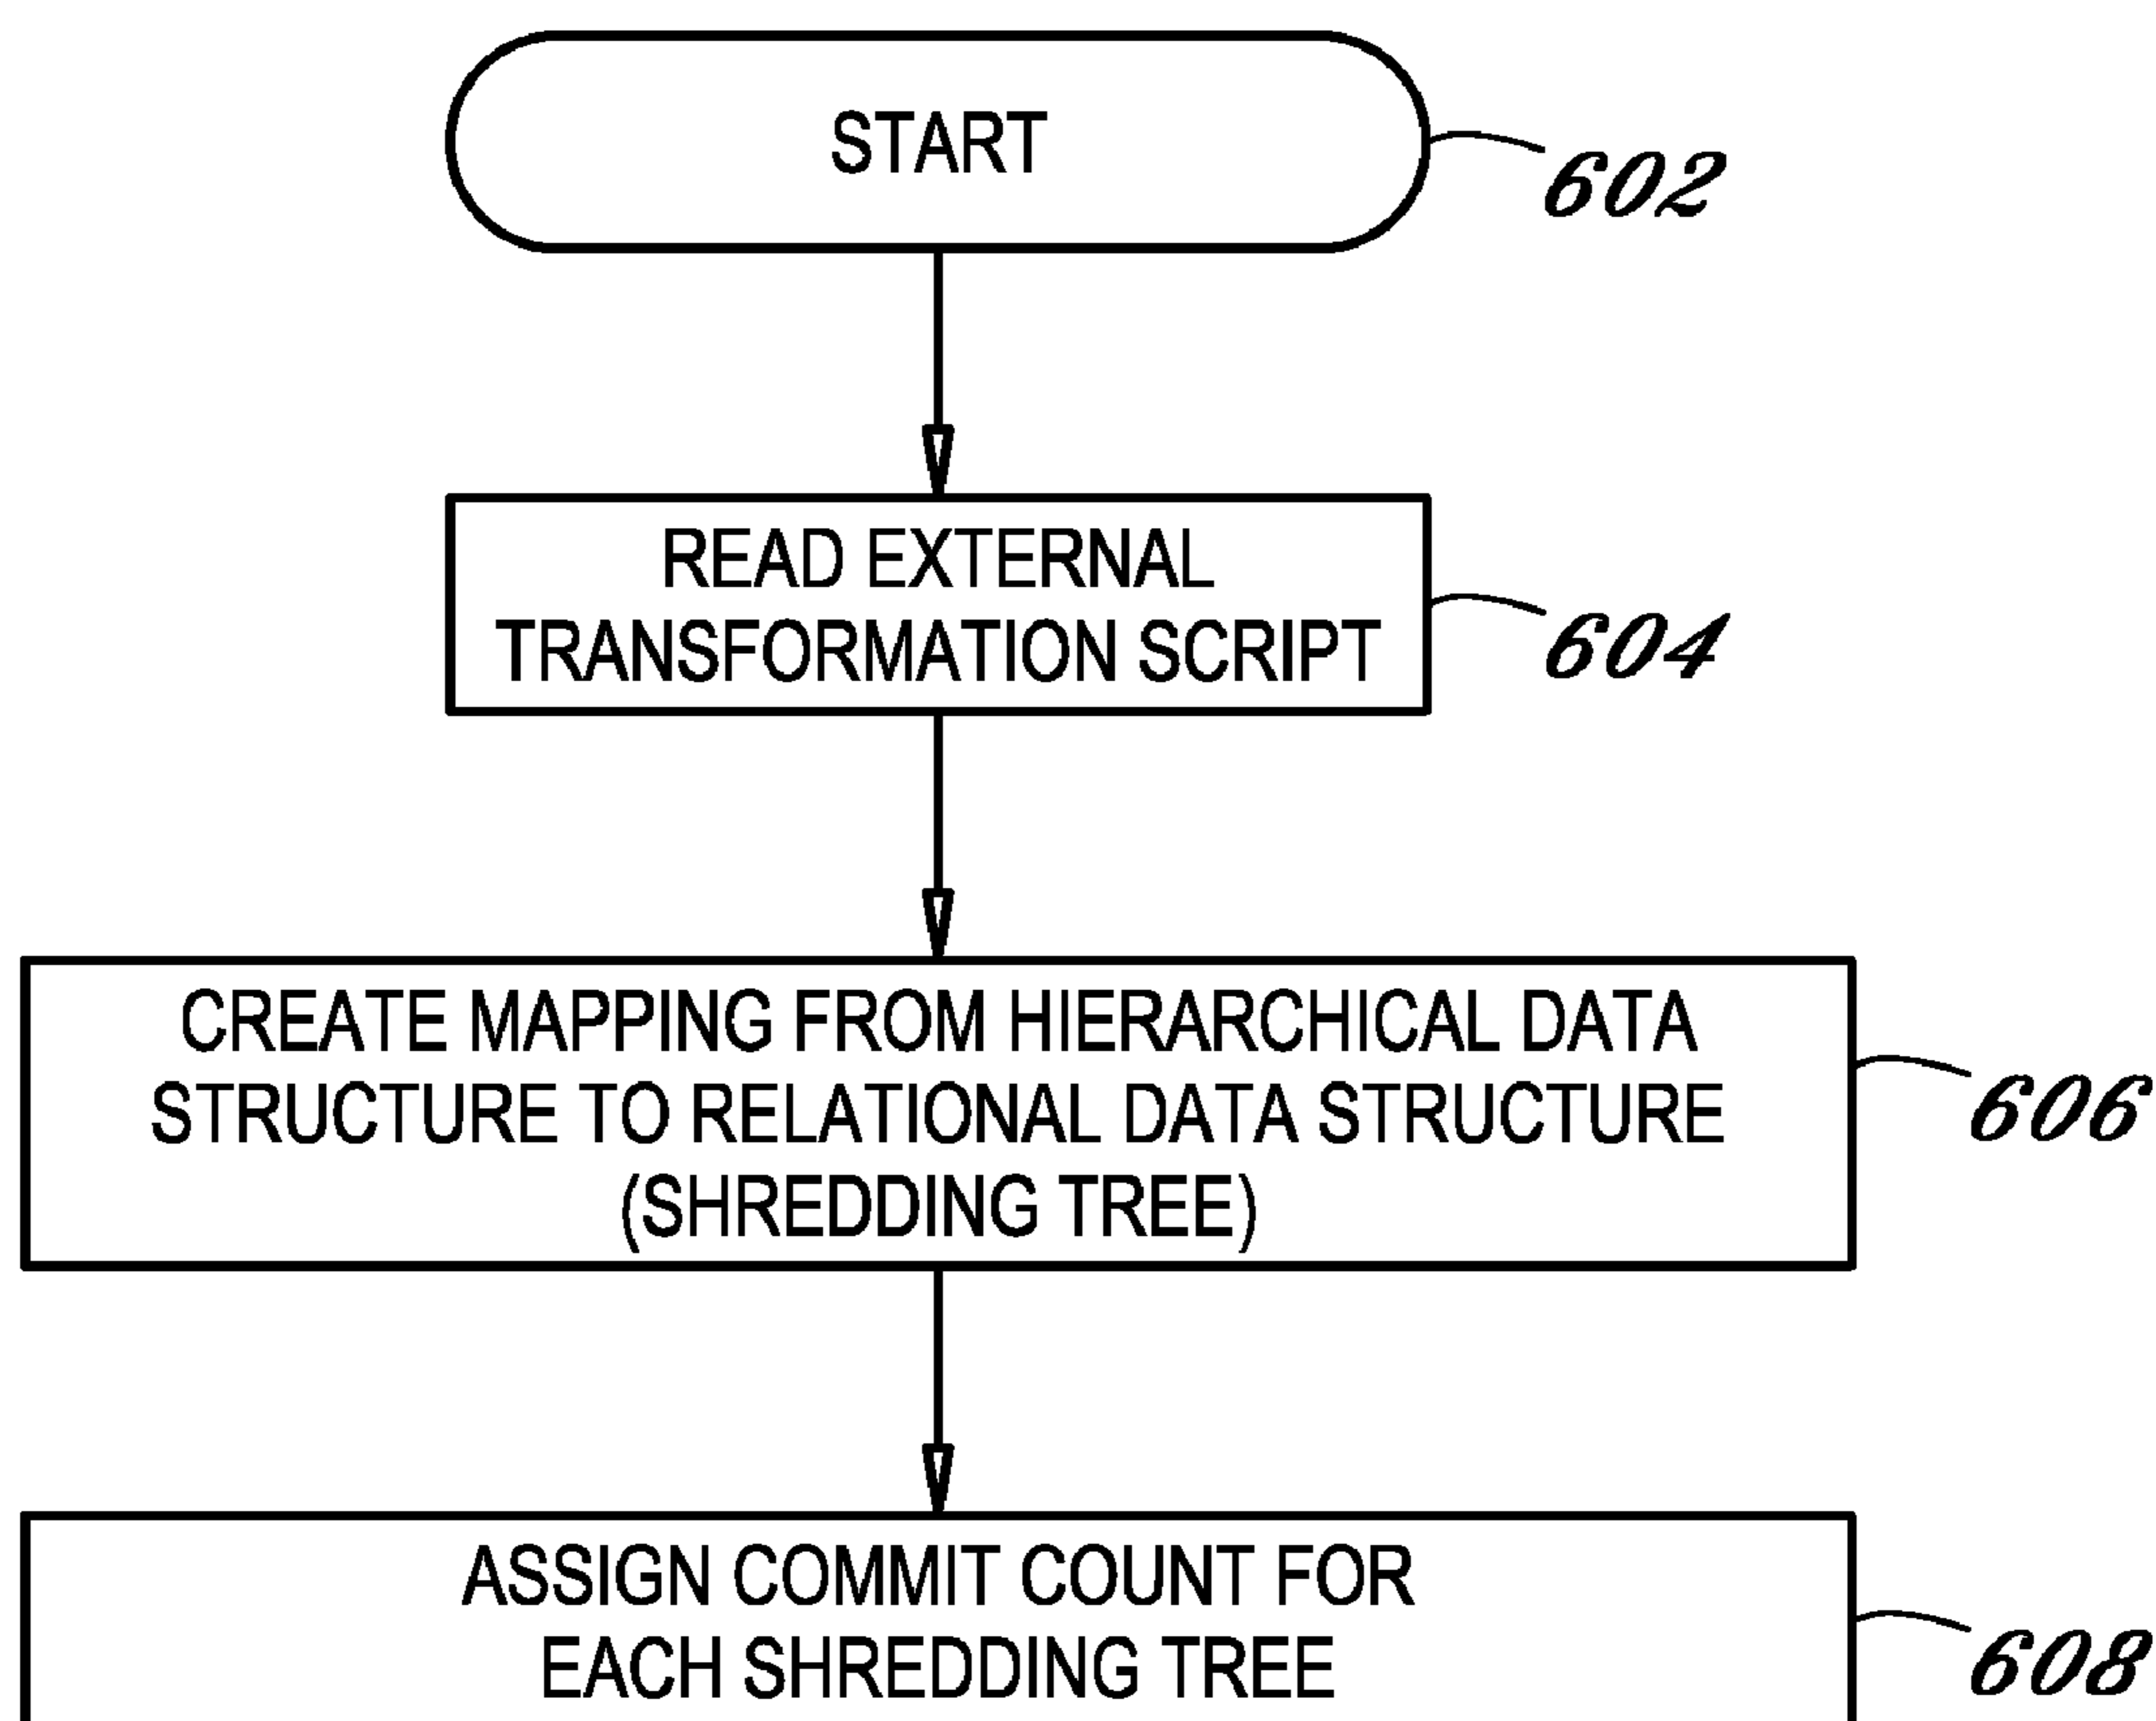 START
602
READ EXTERNAL
TRANSFORMATION SCRIPT
604
CREATE MAPPING FROM HIERARCHICAL DATA
STRUCTURE TO RELATIONAL DATA STRUCTURE
(SHREDDING TREE)
606
ASSIGN COMMIT COUNT FOR
EACH SHREDDING TREE
608